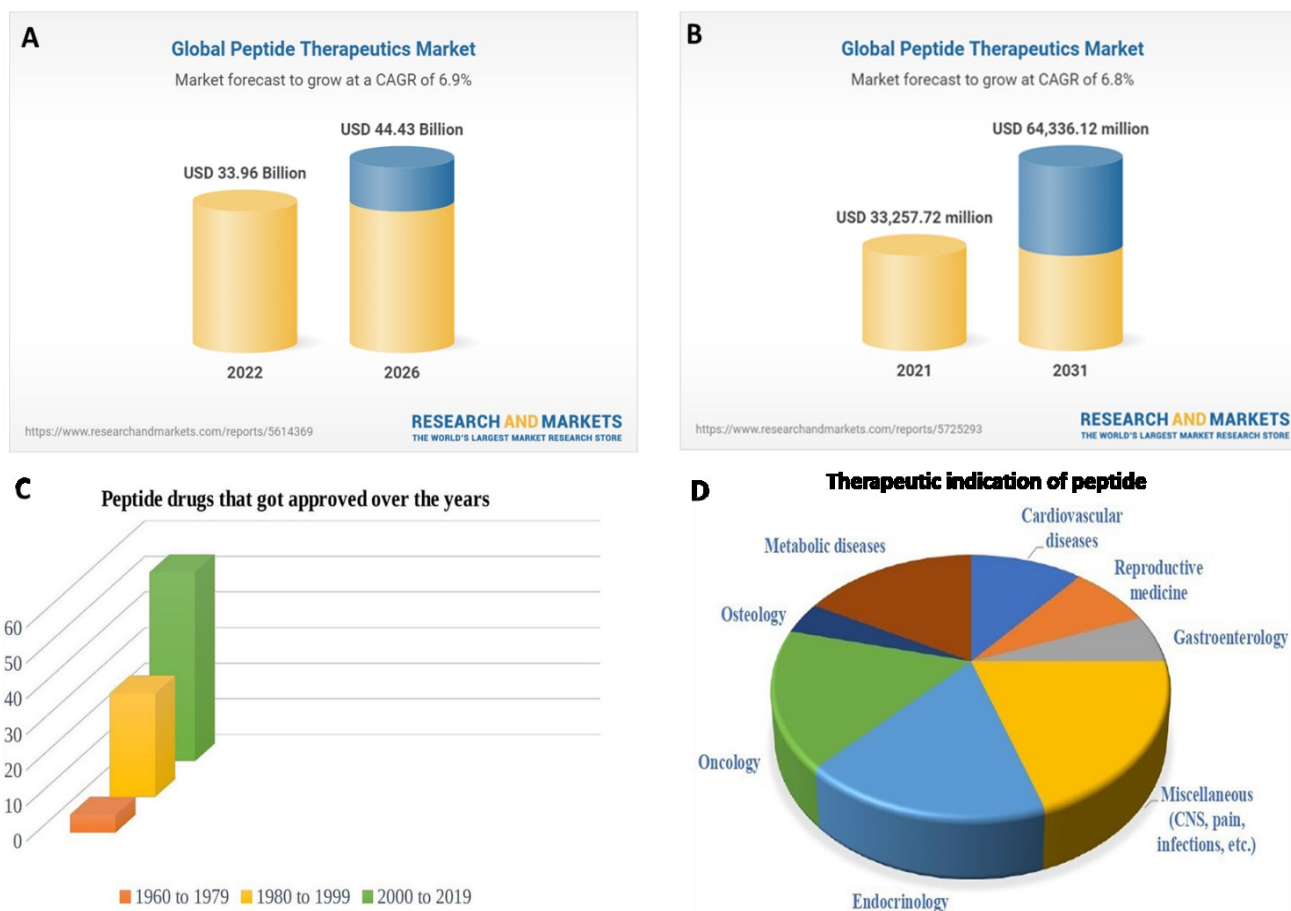 A
Global Peptide Therapeutics Market
Market forecast to grow at a CAGR of 6.9%
USD 44.43 Billion
USD 33.96 Billion
2022
2026
https://www.researchandmarkets.com/reports/5614369
RESEARCH AND MARKETS
THE WORLD'S LARGEST MARKET RESEARCH STORE
B
Global Peptide Therapeutics Market
Market forecast to grow at CAGR of 6.8%
USD 64,336.12 million
USD 33,257.72 million
2021
2031
https://www.researchandmarkets.com/reports/5725293
RESEARCH AND MARKETS
THE WORLD'S LARGEST MARKET RESEARCH STORE
C
Peptide drugs that got approved over the years
60
50
40
30
20
10
0
1960 to 1979
1980 to 1999
2000 to 2019
D
Therapeutic indication of peptide
Cardiovascular
diseases
Metabolic diseases
Reproductive
medicine
Osteology
Gastroenterology
Oncology
Miscellaneous
(CNS, pain,
infections, etc.)
Endocrinology